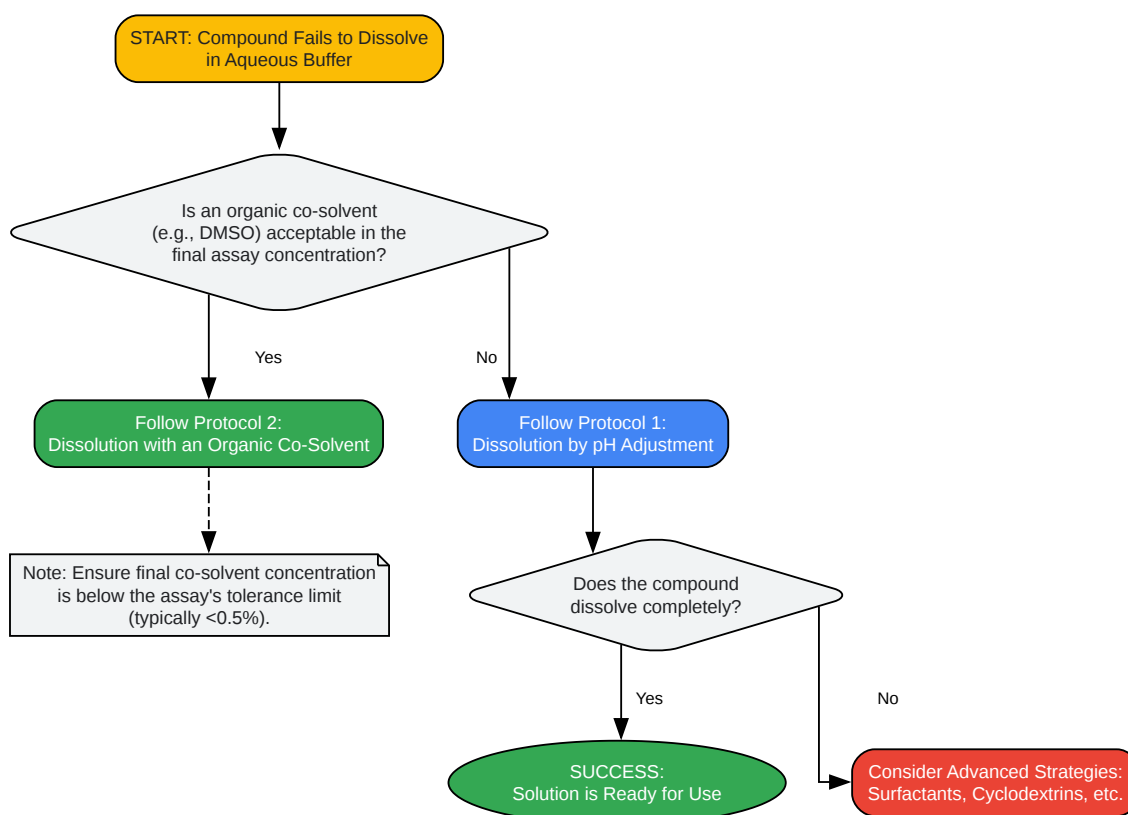 START: Compound Fails to Dissolve
in Aqueous Buffer
Is an organic co-solvent
(e.g., DMSO) acceptable in the
final assay concentration?
Yes
No
Follow Protocol 2:
Dissolution with an Organic Co-Solvent
Follow Protocol 1:
Dissolution by pH Adjustment
Note: Ensure final co-solvent concentration
is below the assay's tolerance limit
(typically <0.5%).
Does the compound
dissolve completely?
Yes
No
SUCCESS:
Solution is Ready for Use
Consider Advanced Strategies:
Surfactants, Cyclodextrins, etc.